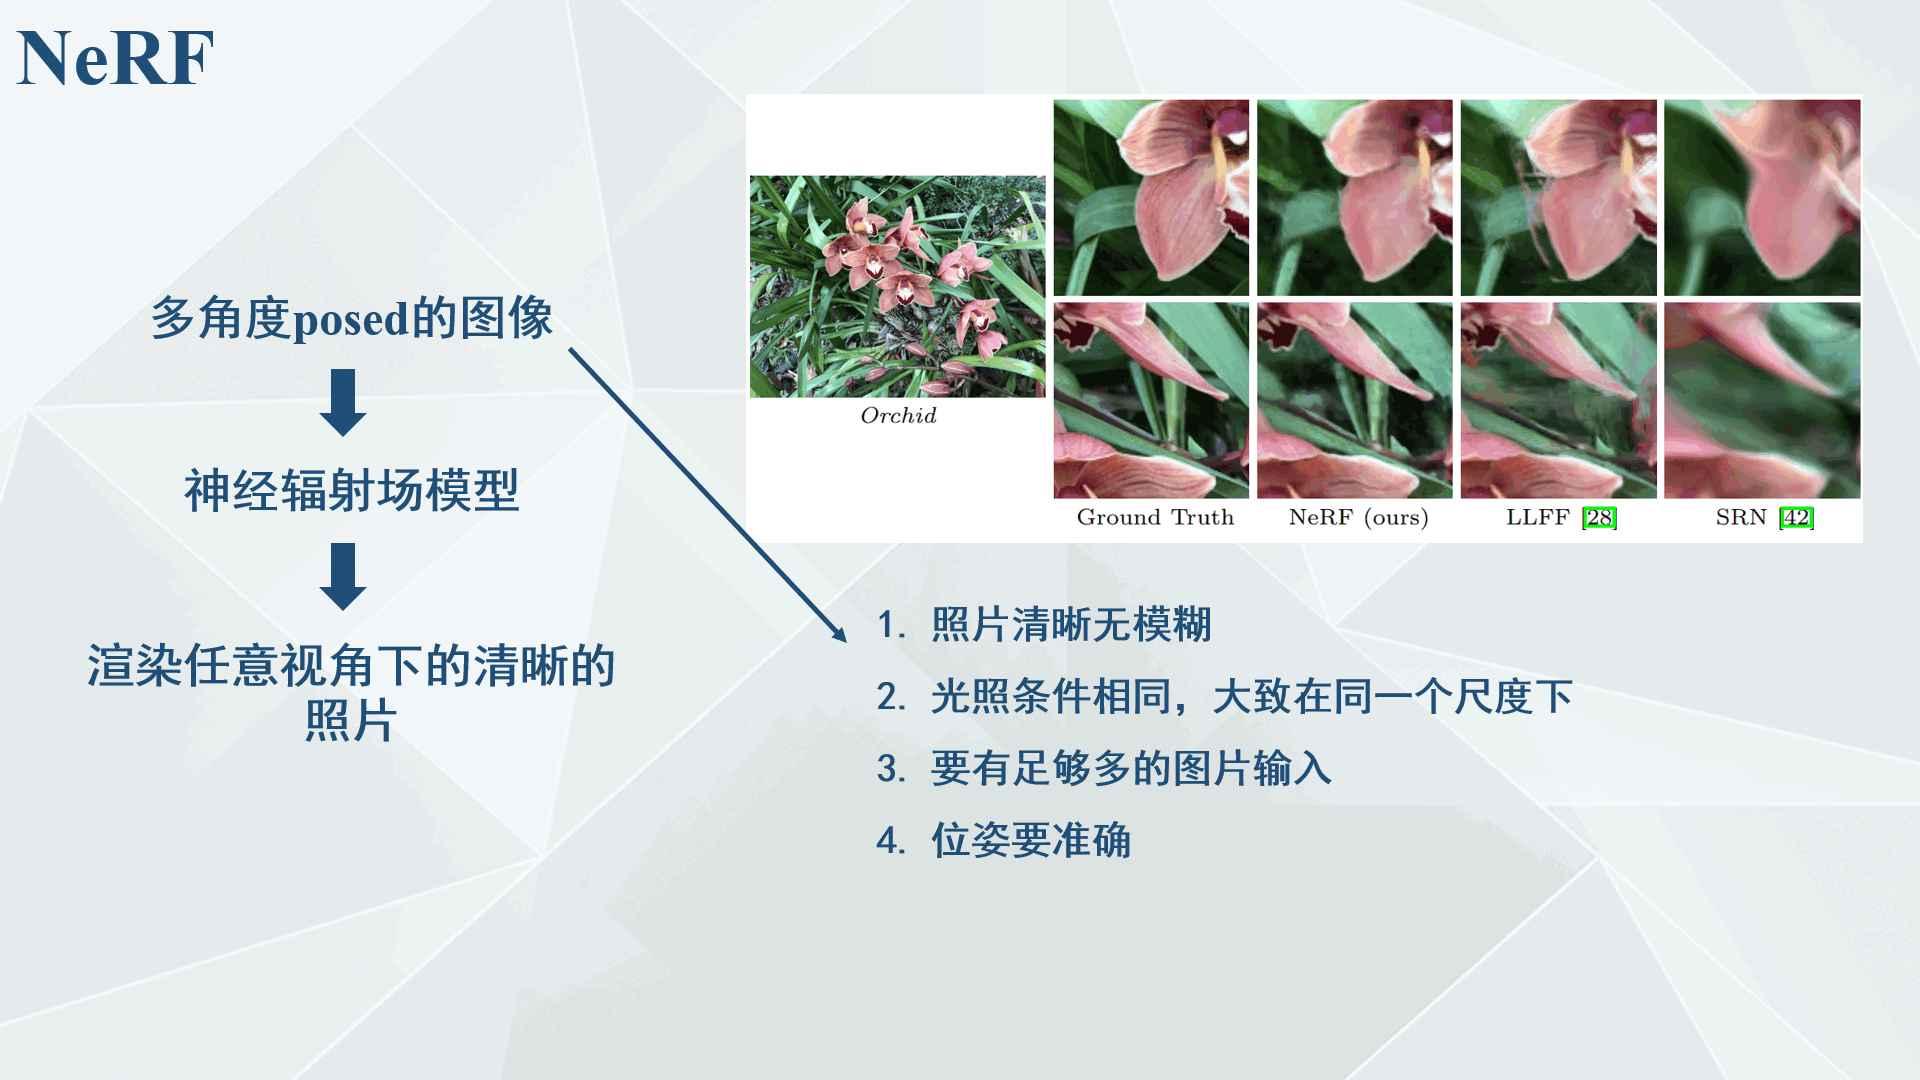 NeRF
多角度posed的图像
神经辐射场模型
渲染任意视角下的清晰的
照片
Orchid
Ground Truth
NeRF (ours)
LLFF [28]
SRN [42]
1. 照片清晰无模糊
2. 光照条件相同，大致在同一个尺度下
3. 要有足够多的图片输入
4. 位姿要准确